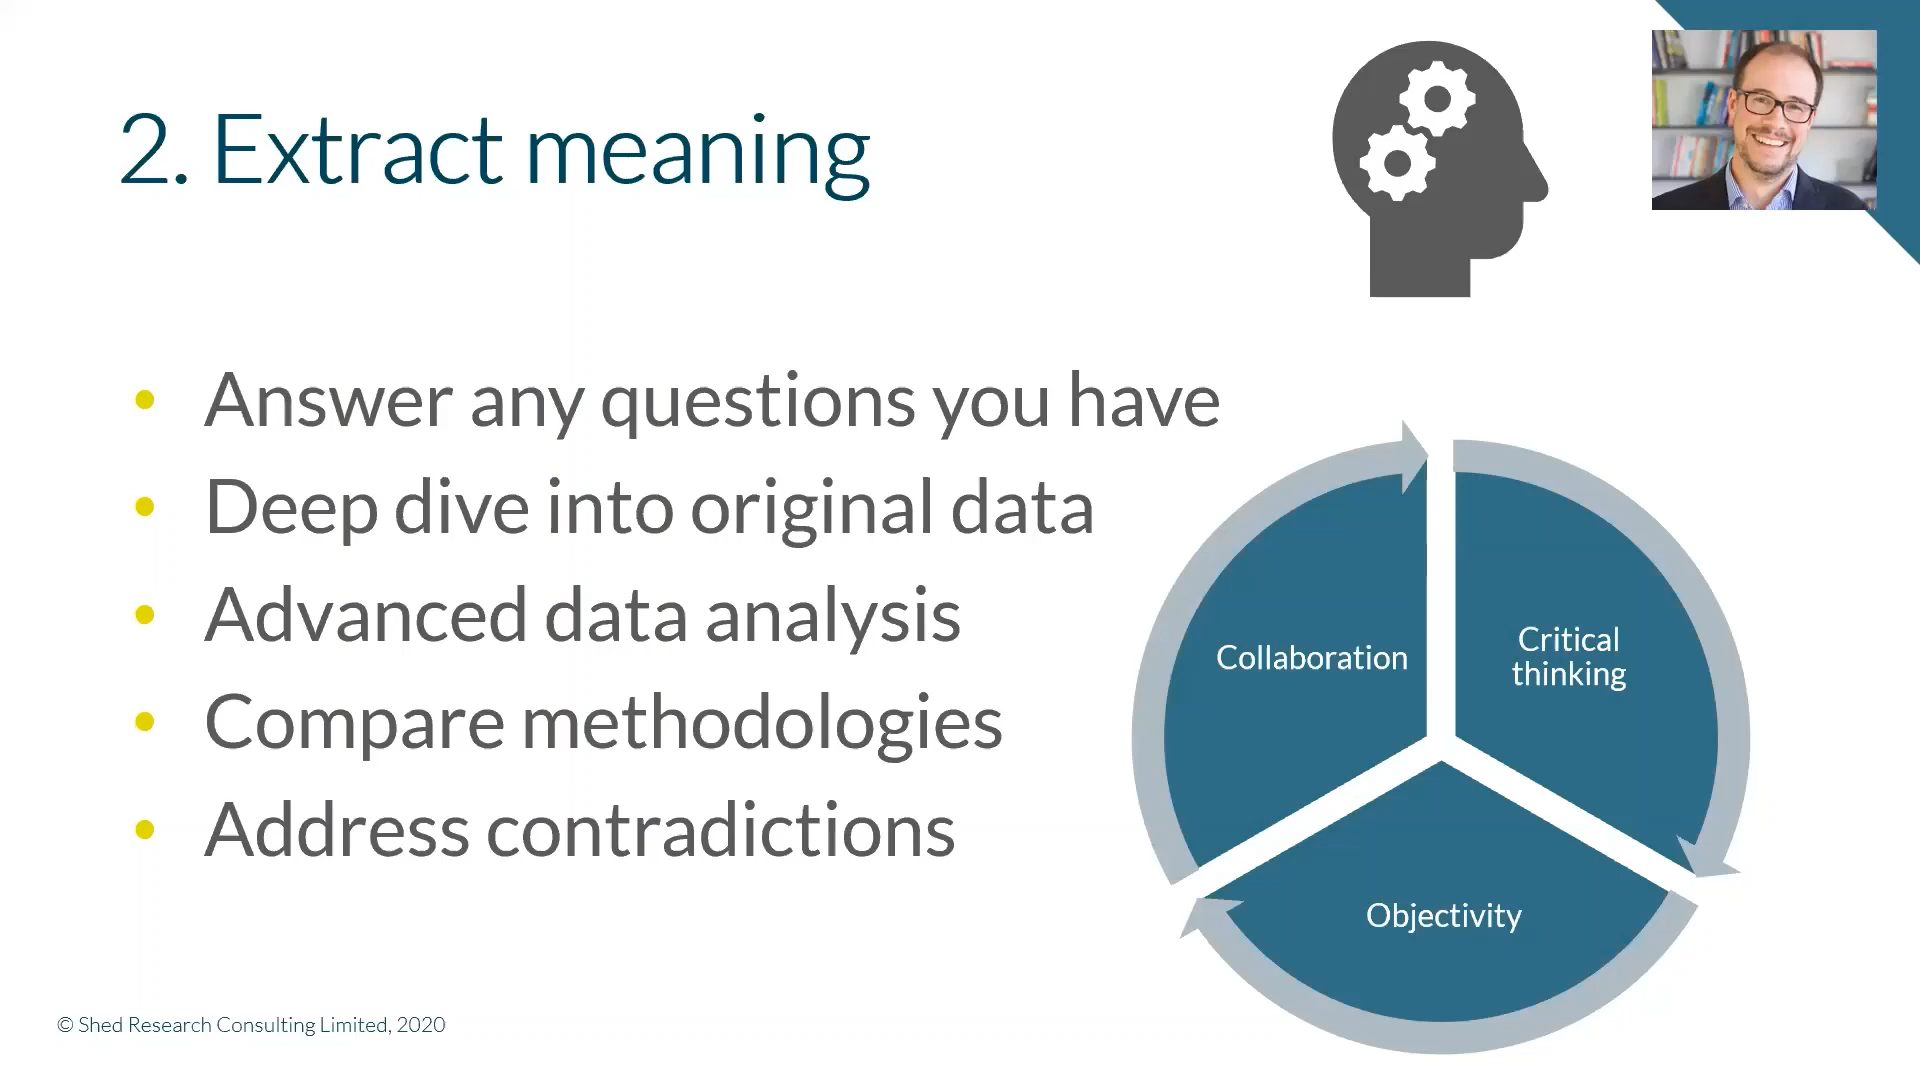 2. Extract meaning
• Answer any questions you have
• Deep dive into original data
• Advanced data analysis
• Compare methodologies
• Address contradictions
Collaboration
Critical
thinking
Objectivity
© Shed Research Consulting Limited, 2020